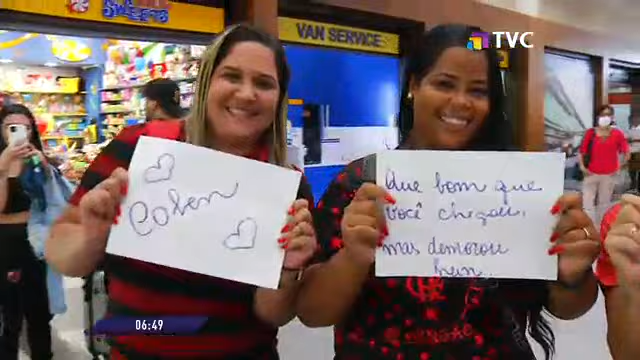 SWEETS
VAN SERVICE
TVC
Cohen
Que bom que
você chegou,
mas demorou
hein...
06:49